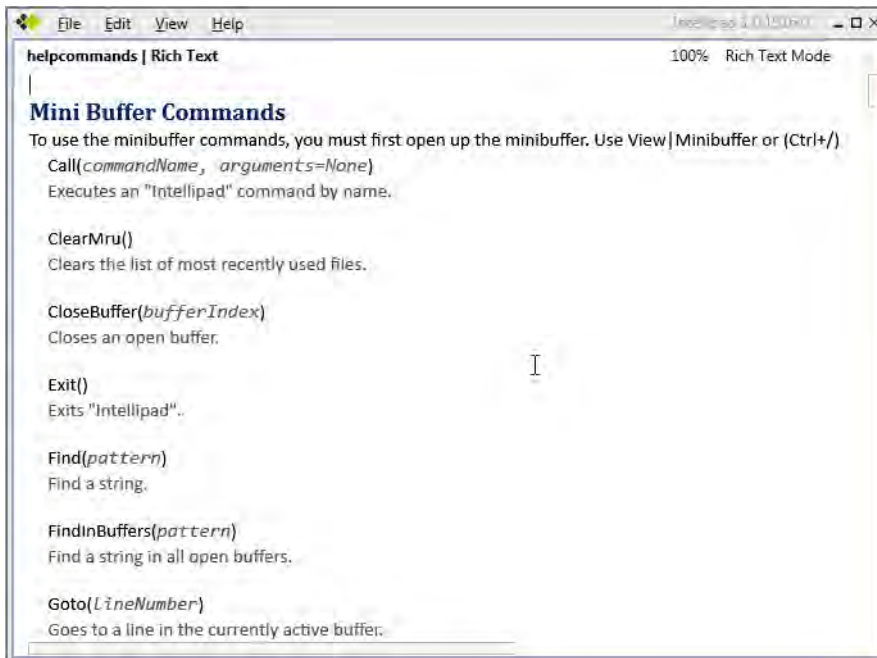 File Edit View Help
helpcommands | Rich Text 100% Rich Text Mode
Mini Buffer Commands
To use the minibuffer commands, you must first open up the minibuffer. Use View|Minibuffer or (Ctrl+/)
Call(commandName, arguments=None)
Executes an "Intellipad" command by name.
ClearMru()
Clears the list of most recently used files.
CloseBuffer(bufferIndex)
Closes an open buffer.
Exit()
Exits "Intellipad".
Find(pattern)
Find a string.
FindInBuffers(pattern)
Find a string in all open buffers.
Goto(LineNumber)
Goes to a line in the currently active buffer.